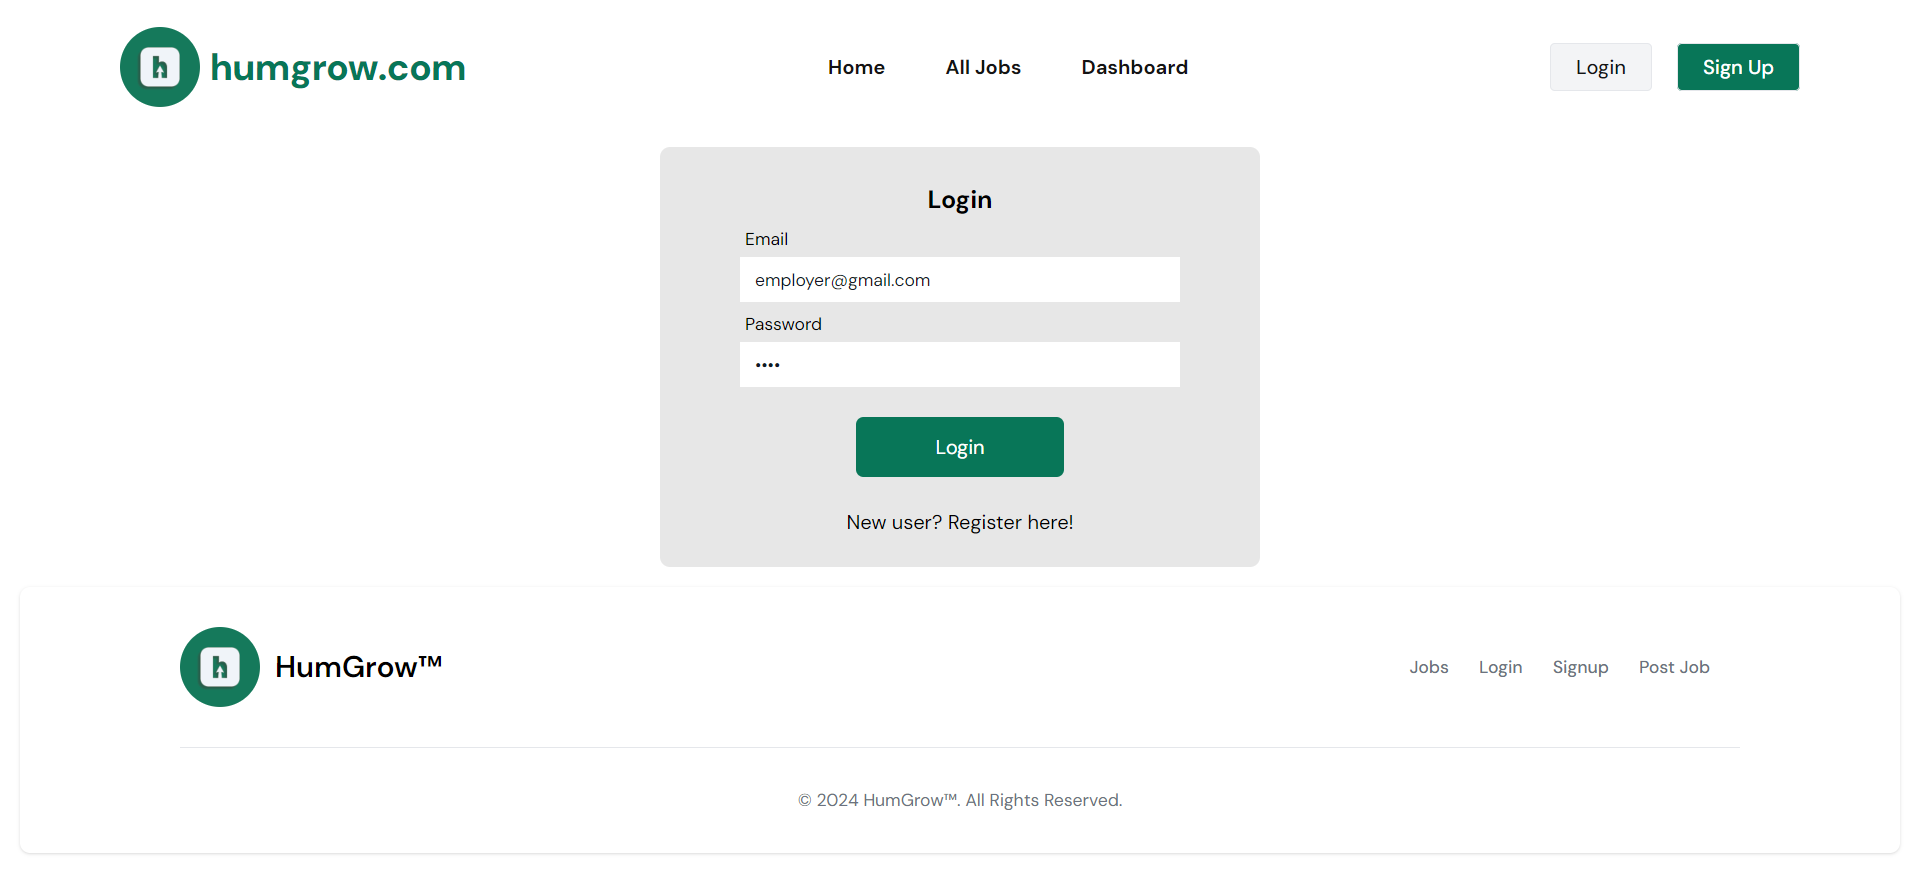 h humgrow.com Home All Jobs Dashboard Login Sign Up
Login
Email
employer@gmail.com
Password
••••
Login
New user? Register here!
h HumGrow™ Jobs Login Signup Post Job
© 2024 HumGrow™. All Rights Reserved.